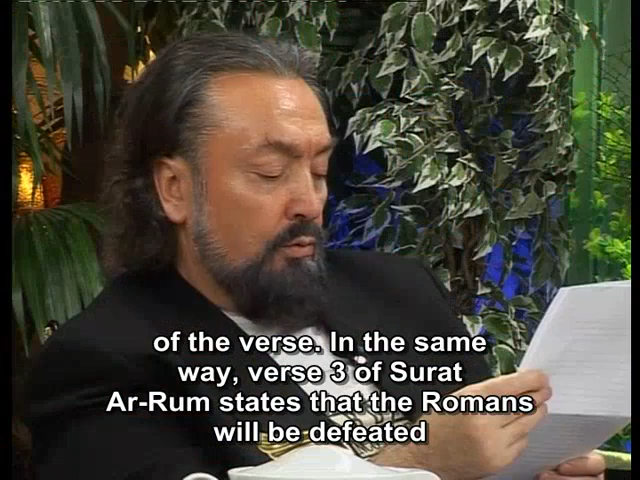 of the verse. In the same
way, verse 3 of Surat
Ar-Rum states that the Romans
will be defeated